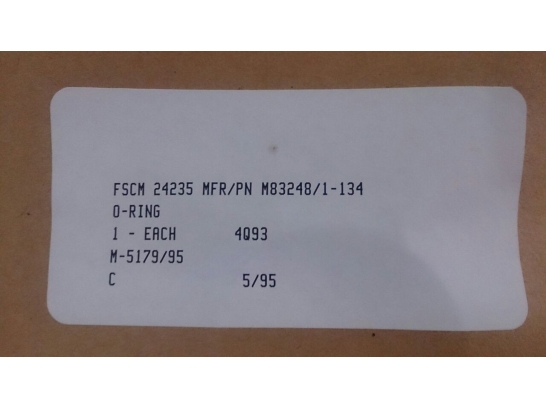 FSCM 24235 MFR/PN M83248/1-134
O-RING
1 - EACH 4Q93
M-5179/95
C 5/95